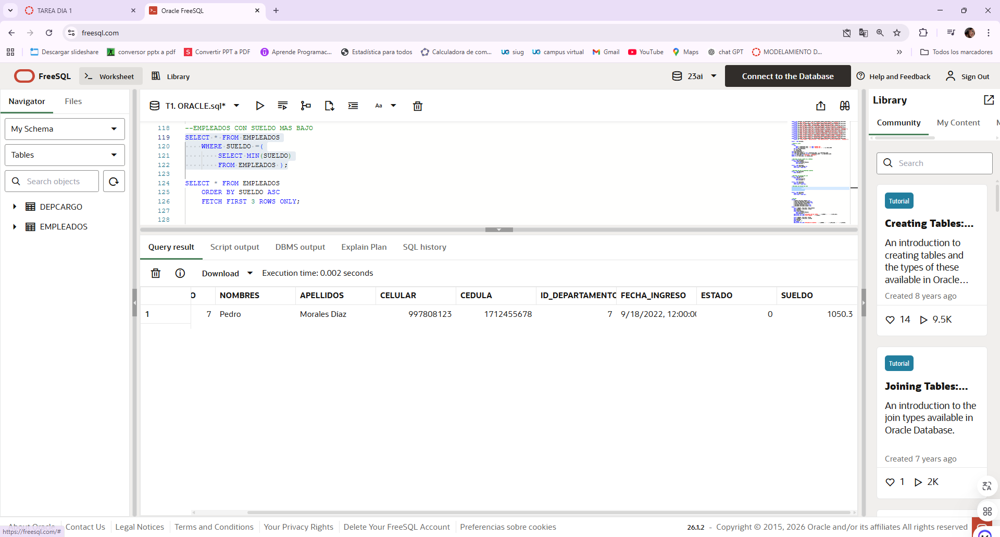 TAREA DIA 1
Oracle FreeSQL
freesql.com
Descargar slideshare
conversor pptx a pdf
Convertir PPT a PDF
Aprende Programac...
Estadística para todos
Calculadora de com...
siug
campus virtual
Gmail
YouTube
Maps
chat GPT
MODELAMIENTO D...
Todos los marcadores
FreeSQL
Worksheet
Library
23ai
Connect to the Database
Help and Feedback
Sign Out
Navigator
Files
My Schema
Tables
Search objects
DEPCARGO
EMPLEADOS
T1. ORACLE.sql*
Aa
118 --EMPLEADOS CON SUELDO MAS BAJO
119 SELECT * FROM EMPLEADOS
120 WHERE SUELDO =(
121 SELECT MIN(SUELDO)
122 FROM EMPLEADOS );
123
124 SELECT * FROM EMPLEADOS
125 ORDER BY SUELDO ASC
126 FETCH FIRST 3 ROWS ONLY;
127
128
Query result
Script output
DBMS output
Explain Plan
SQL history
Download
Execution time: 0.002 seconds
O NOMBRES APELLIDOS CELULAR CEDULA ID_DEPARTAMENTO FECHA_INGRESO ESTADO SUELDO
1 7 Pedro Morales Díaz 997808123 1712455678 7 9/18/2022, 12:00:00 0 1050.3
Library
Community
My Content
M
Search
Tutorial
Creating Tables:...
An introduction to
creating tables and
the types of these
available in Oracle...
Created 8 years ago
14 9.5K
Tutorial
Joining Tables:...
An introduction to the
join types available in
Oracle Database.
Created 7 years ago
1 2K
About Oracle
Contact Us
Legal Notices
Terms and Conditions
Your Privacy Rights
Delete Your FreeSQL Account
Preferencias sobre cookies
26.1.2 - Copyright © 2015, 2026 Oracle and/or its affiliates All rights reserved
https://freesql.com/#